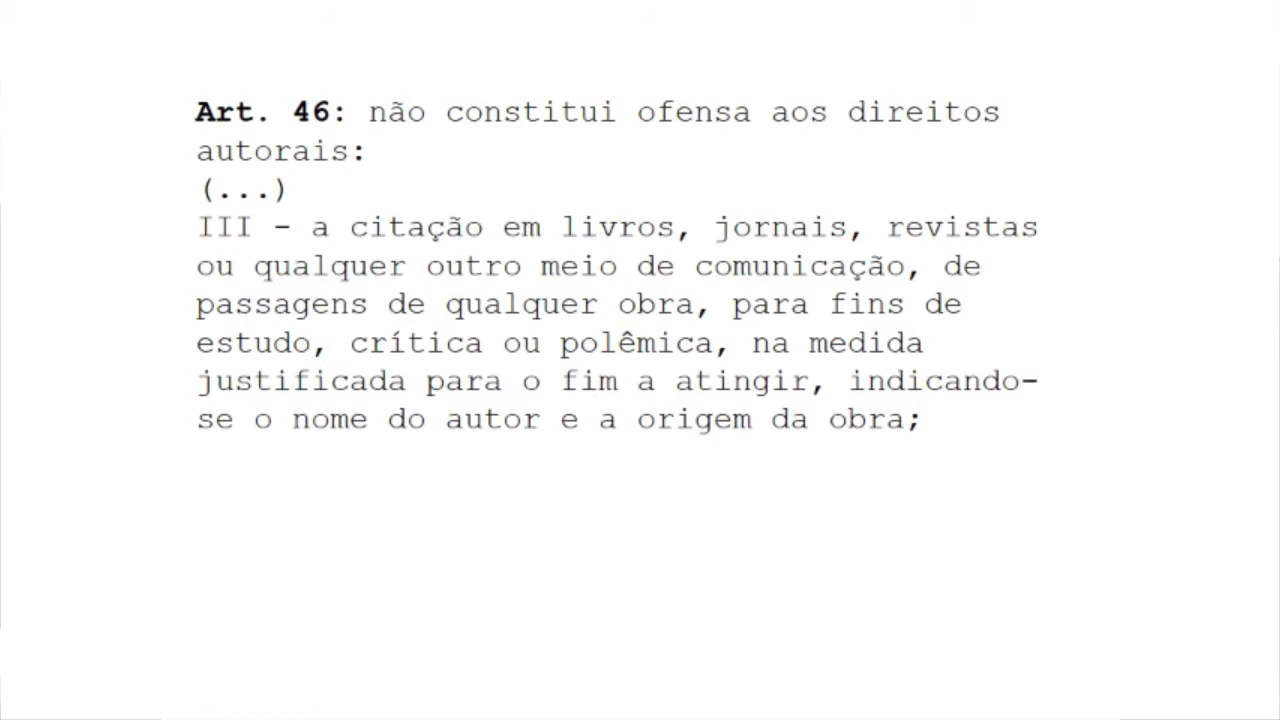 Art. 46: não constitui ofensa aos direitos
autorais:
(...)
III - a citação em livros, jornais, revistas
ou qualquer outro meio de comunicação, de
passagens de qualquer obra, para fins de
estudo, crítica ou polêmica, na medida
justificada para o fim a atingir, indicando-
se o nome do autor e a origem da obra;